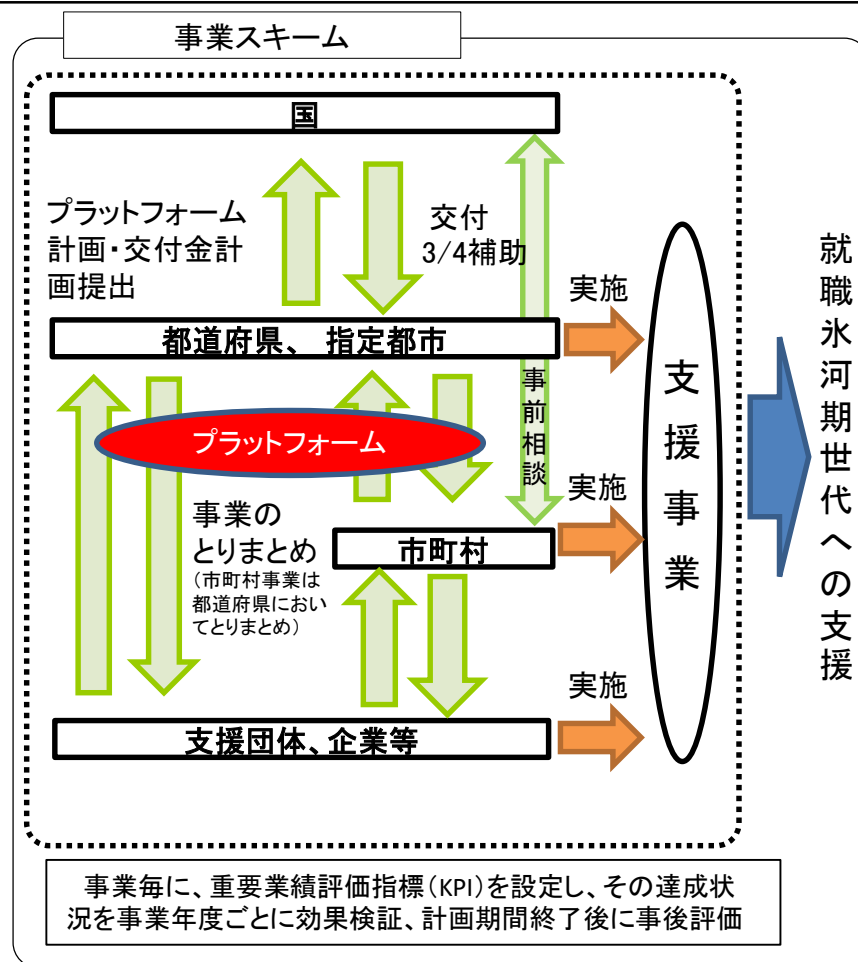 事業スキーム
国
プラットフォーム
計画・交付金計
画提出
交付
3/4補助
実施
都道府県、 指定都市
事前相談
プラットフォーム
支援事業
就職氷河期世代への支援
事業の
とりまとめ
（市町村事業は
都道府県におい
てとりまとめ）
実施
市町村
実施
支援団体、企業等
事業毎に、重要業績評価指標（KPI）を設定し、その達成状
況を事業年度ごとに効果検証、計画期間終了後に事後評価